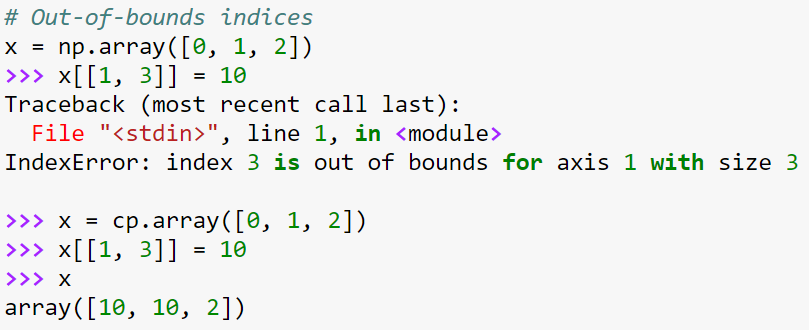 # Out-of-bounds indices
x = np.array([0, 1, 2])
>>> x[[1, 3]] = 10
Traceback (most recent call last):
  File "<stdin>", line 1, in <module>
IndexError: index 3 is out of bounds for axis 1 with size 3

>>> x = cp.array([0, 1, 2])
>>> x[[1, 3]] = 10
>>> x
array([10, 10, 2])